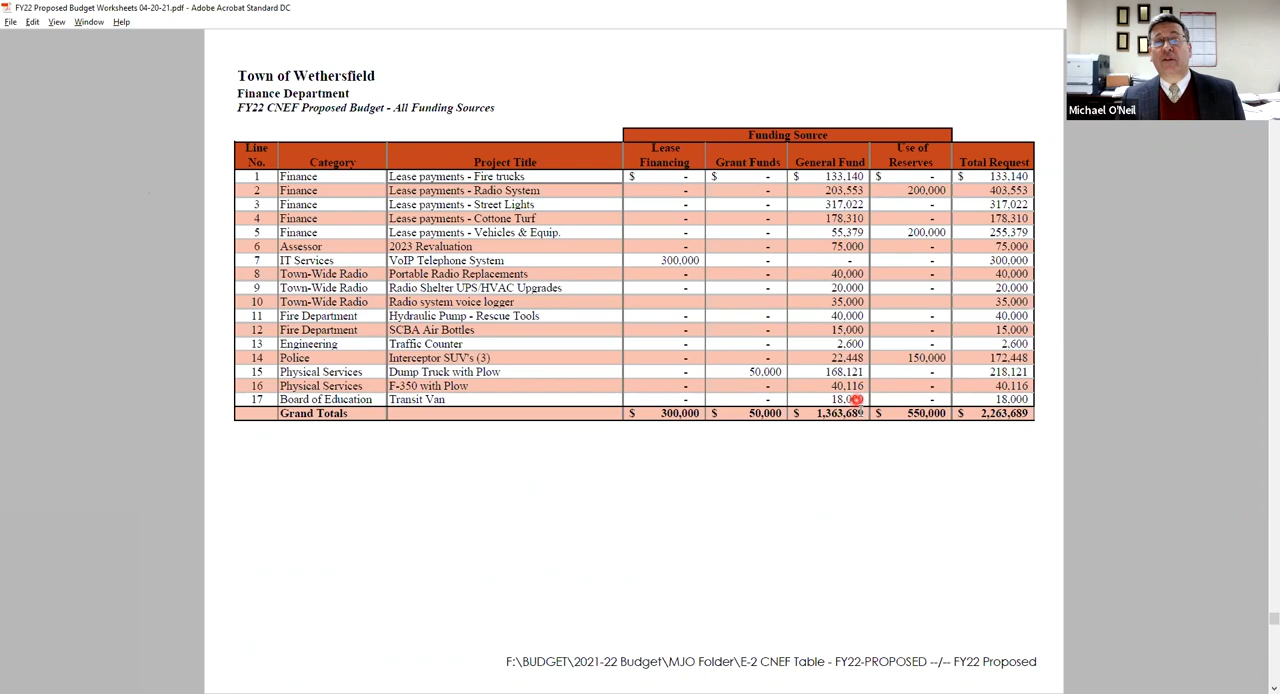 FY22 Proposed Budget Worksheets 04-20-21.pdf - Adobe Acrobat Standard DC
File Edit View Window Help
Michael O'Neil
Town of Wethersfield
Finance Department
FY22 CNEF Proposed Budget - All Funding Sources
Funding Source
Line No. Category Project Title Lease Financing Grant Funds General Fund Use of Reserves Total Request
1 Finance Lease payments - Fire trucks $ - $ - $ 133,140 $ - $ 133,140
2 Finance Lease payments - Radio System - - 203,553 200,000 403,553
3 Finance Lease payments - Street Lights - - 317,022 - 317,022
4 Finance Lease payments - Cottone Turf - - 178,310 - 178,310
5 Finance Lease payments - Vehicles & Equip. - - 55,379 200,000 255,379
6 Assessor 2023 Revaluation - - 75,000 - 75,000
7 IT Services VoIP Telephone System 300,000 - - - 300,000
8 Town-Wide Radio Portable Radio Replacements - - 40,000 - 40,000
9 Town-Wide Radio Radio Shelter UPS/HVAC Upgrades - - 20,000 - 20,000
10 Town-Wide Radio Radio system voice logger - - 35,000 - 35,000
11 Fire Department Hydraulic Pump - Rescue Tools - - 40,000 - 40,000
12 Fire Department SCBA Air Bottles - - 15,000 - 15,000
13 Engineering Traffic Counter - - 2,600 - 2,600
14 Police Interceptor SUV's (3) - - 22,448 150,000 172,448
15 Physical Services Dump Truck with Plow - 50,000 168,121 - 218,121
16 Physical Services F-350 with Plow - - 40,116 - 40,116
17 Board of Education Transit Van - - 18,000 - 18,000
Grand Totals $ 300,000 $ 50,000 $ 1,363,689 $ 550,000 $ 2,263,689
F:\BUDGET\2021-22 Budget\MJO Folder\E-2 CNEF Table - FY22-PROPOSED --/-- FY22 Proposed